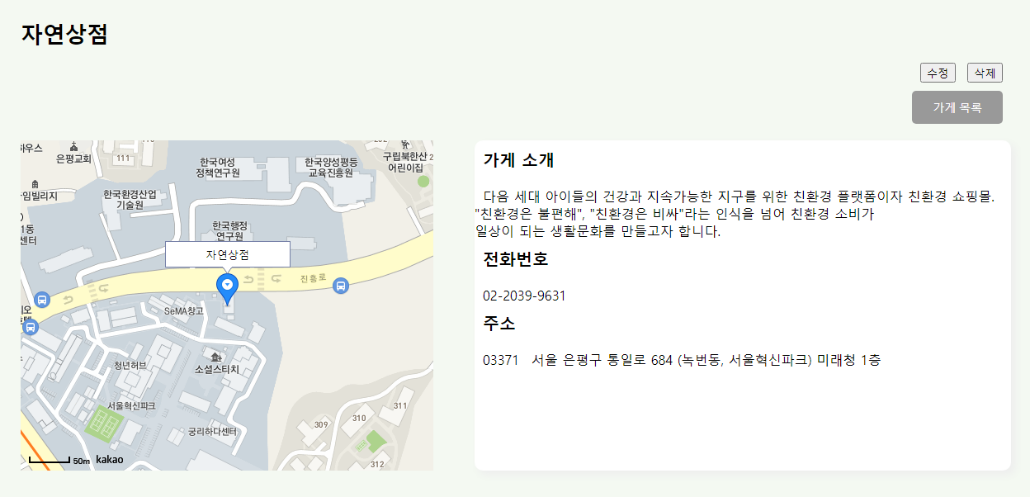 자연상점
수정 삭제
가게 목록
은평교회
111
한국여성
정책연구원
한국양성평등
교육진흥원
구립북한산
어린이집
한국환경산업
기술원
한국행정
연구원
자연상점
진흥로
SeMA창고
청년허브
소셜스티치
서울혁신파크
궁리하다센터
309
310
311
312
50m kakao
가게 소개
다음 세대 아이들의 건강과 지속가능한 지구를 위한 친환경 플랫폼이자 친환경 쇼핑몰.
"친환경은 불편해", "친환경은 비싸"라는 인식을 넘어 친환경 소비가
일상이 되는 생활문화를 만들고자 합니다.
전화번호
02-2039-9631
주소
03371 서울 은평구 통일로 684 (녹번동, 서울혁신파크) 미래청 1층